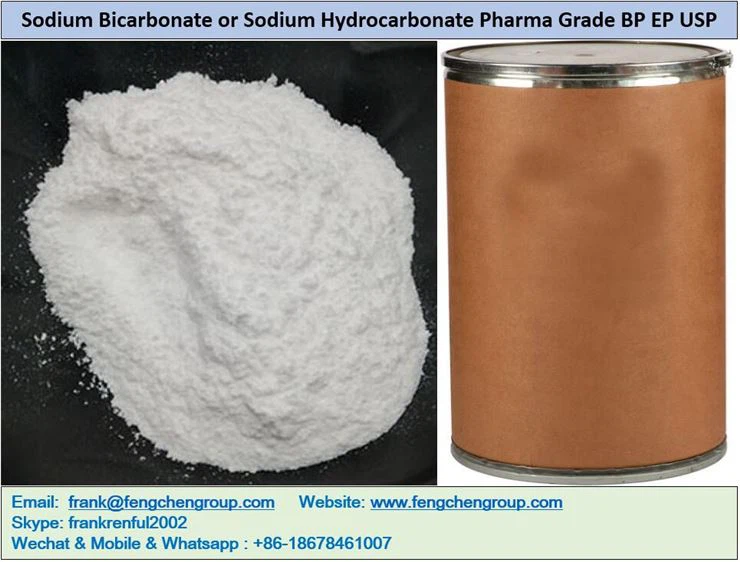 Sodium Bicarbonate or Sodium Hydrocarbonate Pharma Grade BP EP USP
Email: frank@fengchengroup.com Website: www.fengchengroup.com
Skype: frankrenful2002
Wechat & Mobile & Whatsapp : +86-18678461007